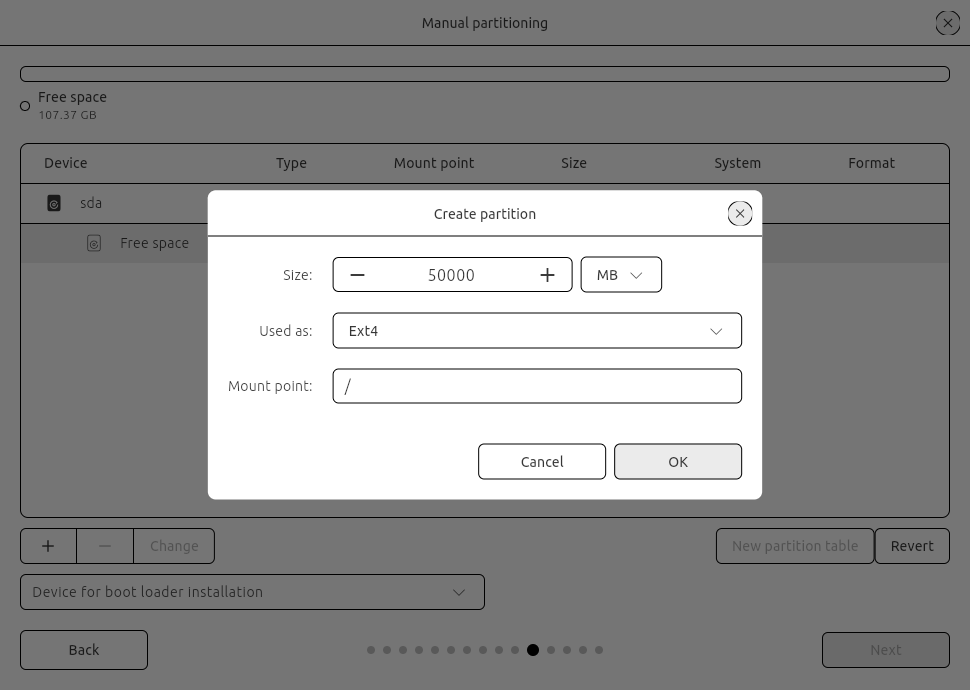 Manual partitioning
Free space
107.37 GB
Device Type Mount point Size System Format
sda
Free space
Create partition
Size: 50000 MB
Used as: Ext4
Mount point: /
Cancel OK
Change New partition table Revert
Device for boot loader installation
Back Next